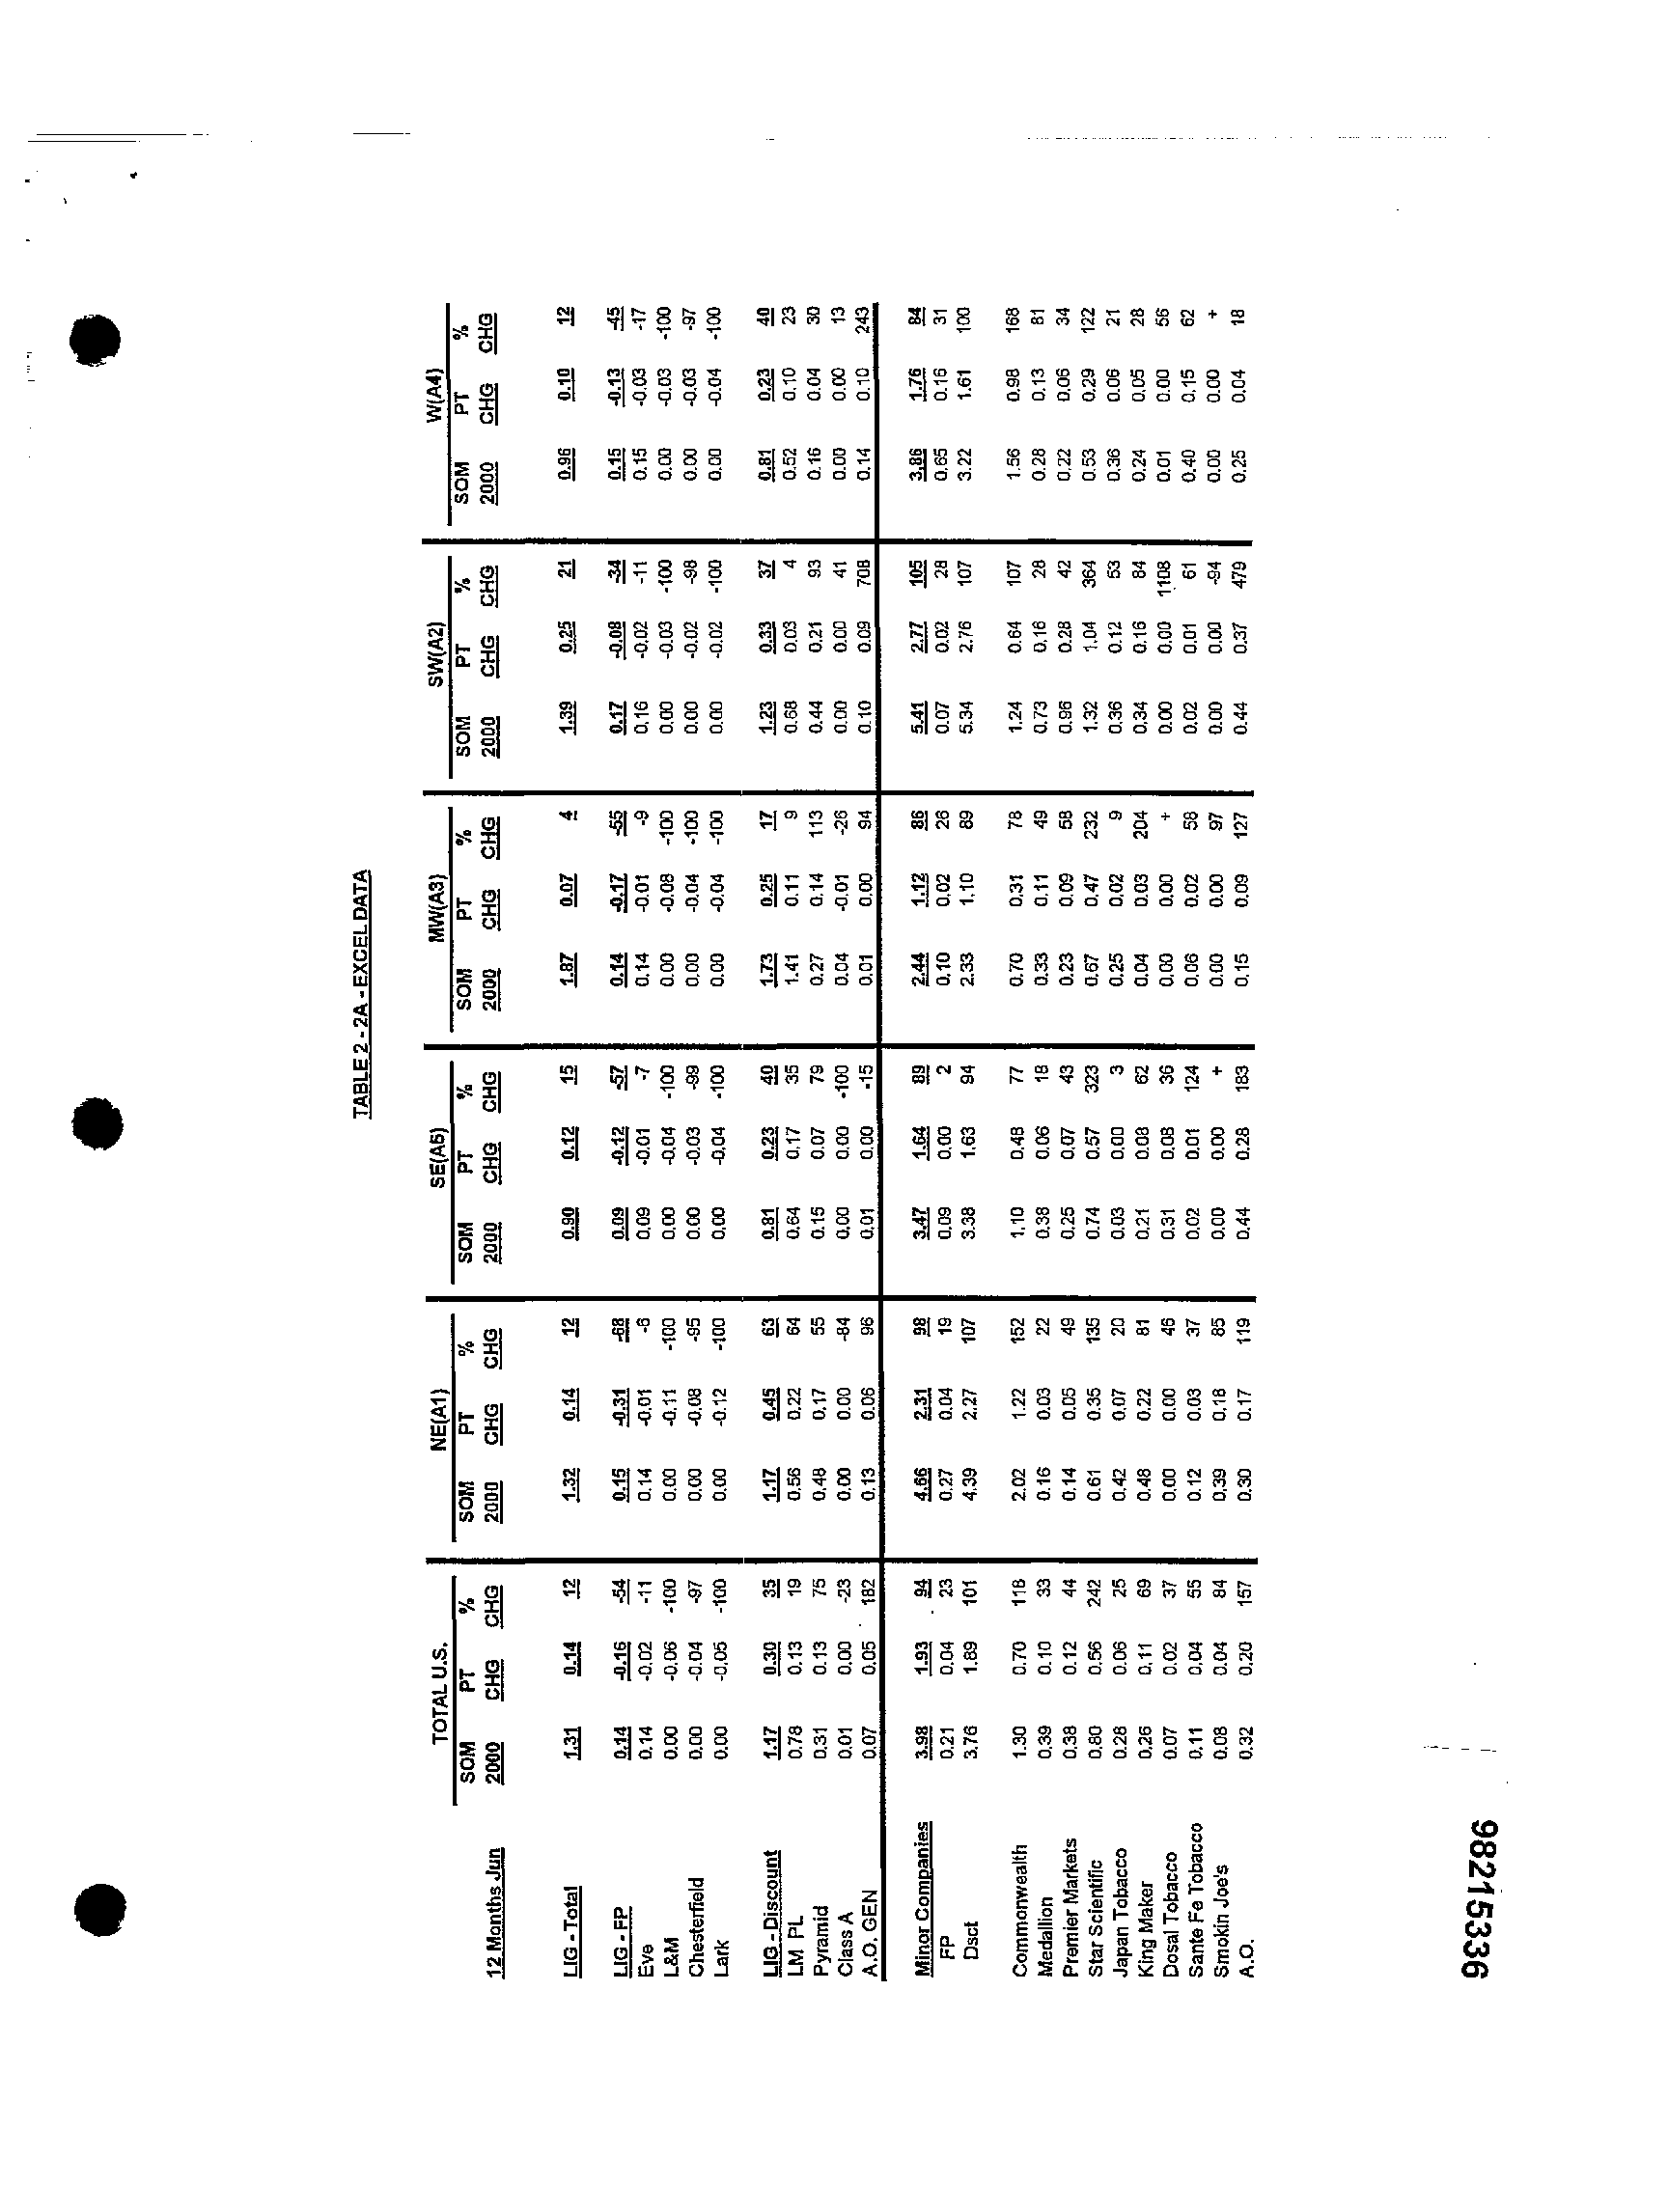 TABLE 2 - 2A - EXCEL DATA
TOTAL U.S. NE(A1) SE(A5) MW(A3) SW(A2) W(A4)
SOM PT % SOM PT % SOM PT % SOM PT % SOM PT % SOM PT %
12 Months Jun 2000 CHG CHG 2000 CHG CHG 2000 CHG CHG 2000 CHG CHG 2000 CHG CHG 2000 CHG CHG
LIG - Total 1.31 0.14 12 1.32 0.14 12 0.90 0.12 15 1.87 0.07 4 1.39 0.25 21 0.96 0.10 12
LIG - FP 0.14 -0.16 -54 0.15 -0.31 -68 0.09 -0.12 -57 0.14 -0.17 -55 0.17 -0.08 -34 0.15 -0.13 -45
Eve 0.14 -0.02 -11 0.14 -0.01 -6 0.09 -0.01 -7 0.14 -0.01 -9 0.16 -0.02 -11 0.15 -0.03 -17
L&M 0.00 -0.06 -100 0.00 -0.11 -100 0.00 -0.04 -100 0.00 -0.08 -100 0.00 -0.03 -100 0.00 -0.03 -100
Chesterfield 0.00 -0.04 -97 0.00 -0.08 -95 0.00 -0.03 -99 0.00 -0.04 -100 0.00 -0.02 -98 0.00 -0.03 -97
Lark 0.00 -0.05 -100 0.00 -0.12 -100 0.00 -0.04 -100 0.00 -0.04 -100 0.00 -0.02 -100 0.00 -0.04 -100
LIG - Discount 1.17 0.30 35 1.17 0.45 63 0.81 0.23 40 1.73 0.25 17 1.23 0.33 37 0.81 0.23 40
LM PL 0.78 0.13 19 0.56 0.22 64 0.64 0.17 35 1.41 0.11 9 0.68 0.03 4 0.52 0.10 23
Pyramid 0.31 0.13 75 0.48 0.17 55 0.15 0.07 79 0.27 0.14 113 0.44 0.21 93 0.16 0.04 30
Class A 0.01 0.00 -23 0.00 0.00 -84 0.00 0.00 -100 0.04 -0.01 -26 0.00 0.00 41 0.00 0.00 13
A.O. GEN 0.07 0.05 182 0.13 0.06 96 0.01 0.00 -15 0.01 0.00 94 0.10 0.09 708 0.14 0.10 243
Minor Companies 3.98 1.93 94 4.66 2.31 98 3.47 1.64 89 2.44 1.12 86 5.41 2.77 105 3.86 1.76 84
FP 0.21 0.04 23 0.27 0.04 19 0.09 0.00 2 0.10 0.02 26 0.07 0.02 28 0.65 0.16 31
Dsct 3.76 1.89 101 4.39 2.27 107 3.38 1.63 94 2.33 1.10 89 5.34 2.76 107 3.22 1.61 100
Commonwealth 1.30 0.70 118 2.02 1.22 152 1.10 0.48 77 0.70 0.31 78 1.24 0.64 107 1.56 0.98 168
Medallion 0.39 0.10 33 0.16 0.03 22 0.38 0.06 18 0.33 0.11 49 0.73 0.16 28 0.28 0.13 81
Premier Markets 0.38 0.12 44 0.14 0.05 49 0.25 0.07 43 0.23 0.09 58 0.96 0.28 42 0.22 0.06 34
Star Scientific 0.80 0.56 242 0.61 0.35 135 0.74 0.57 323 0.67 0.47 232 1.32 1.04 364 0.53 0.29 122
Japan Tobacco 0.28 0.06 25 0.42 0.07 20 0.03 0.00 3 0.25 0.02 9 0.36 0.12 53 0.36 0.06 21
King Maker 0.26 0.11 69 0.48 0.22 81 0.21 0.08 62 0.04 0.03 204 0.34 0.16 84 0.24 0.05 28
Dosal Tobacco 0.07 0.02 37 0.00 0.00 46 0.31 0.08 36 0.00 0.00 + 0.00 0.00 1108 0.01 0.00 56
Sante Fe Tobacco 0.11 0.04 55 0.12 0.03 37 0.02 0.01 124 0.06 0.02 58 0.02 0.01 61 0.40 0.15 62
Smokin Joe's 0.08 0.04 84 0.39 0.18 85 0.00 0.00 + 0.00 0.00 97 0.00 0.00 -94 0.00 0.00 +
A.O. 0.32 0.20 157 0.30 0.17 119 0.44 0.28 183 0.15 0.09 127 0.44 0.37 479 0.25 0.04 18
98215336